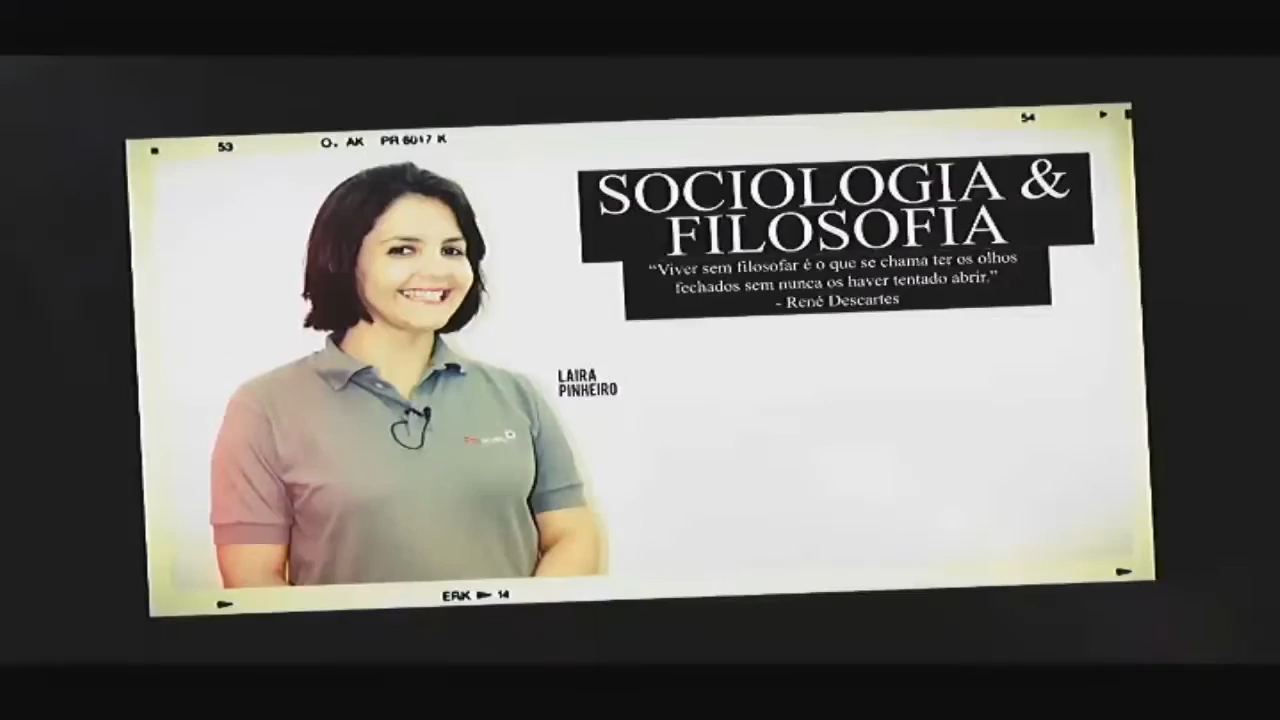 53 O. AK PR 6017 K 54
SOCIOLOGIA &
FILOSOFIA
“Viver sem filosofar é o que se chama ter os olhos
fechados sem nunca os haver tentado abrir.”
- René Descartes
LAIRA
PINHEIRO
ERK 14